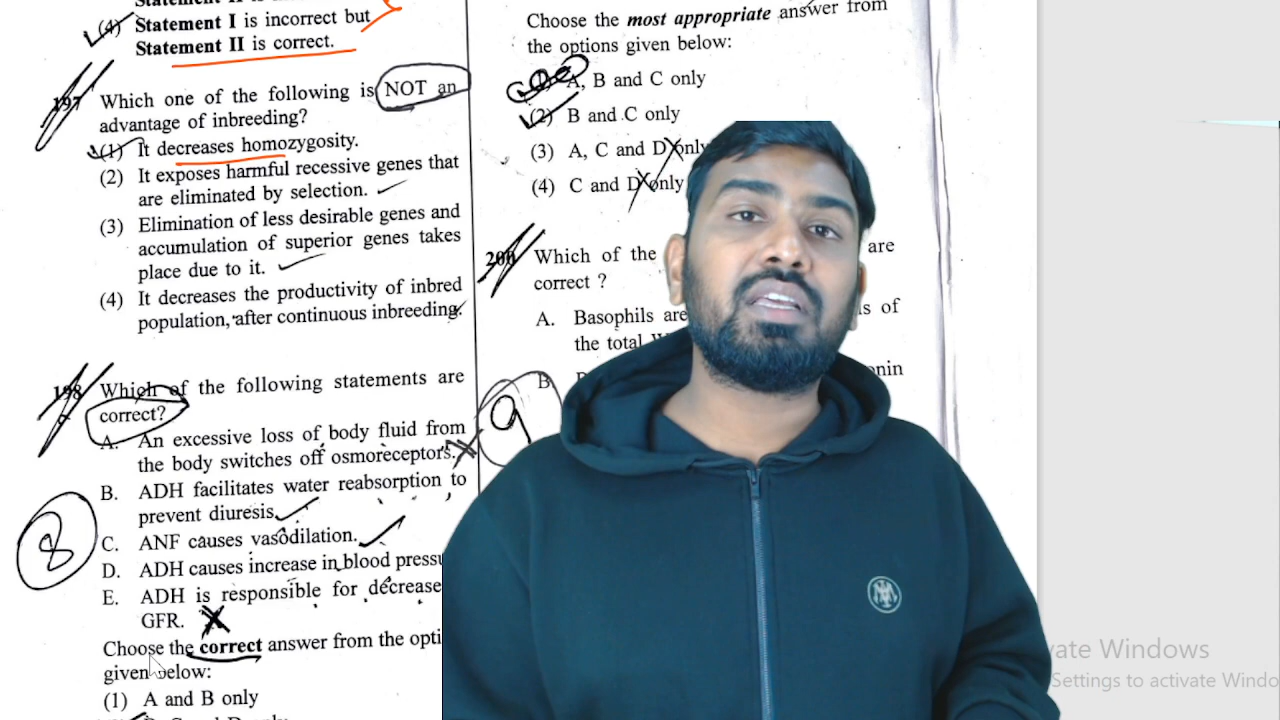 (4) Statement I is incorrect but
Statement II is correct.
197 Which one of the following is NOT an
advantage of inbreeding?
(1) It decreases homozygosity.
(2) It exposes harmful recessive genes that
are eliminated by selection.
(3) Elimination of less desirable genes and
accumulation of superior genes takes
place due to it.
(4) It decreases the productivity of inbred
population, after continuous inbreeding.
198 Which of the following statements are
correct?
A. An excessive loss of body fluid from
the body switches off osmoreceptors.
8
B. ADH facilitates water reabsorption to
prevent diuresis.
C. ANF causes vasodilation.
D. ADH causes increase in blood
E. ADH is responsible for decrease
GFR.
Choose the correct answer from the
given below:
(1) A and B only
Choose the most appropriate answer from
the options given below:
A, B and C only
(2) B and C only
(3) A, C and D only
(4) C and D only
200 Which of the are
correct ?
A. Basophils are of
the total
B.
9
Windows
Settings to activate